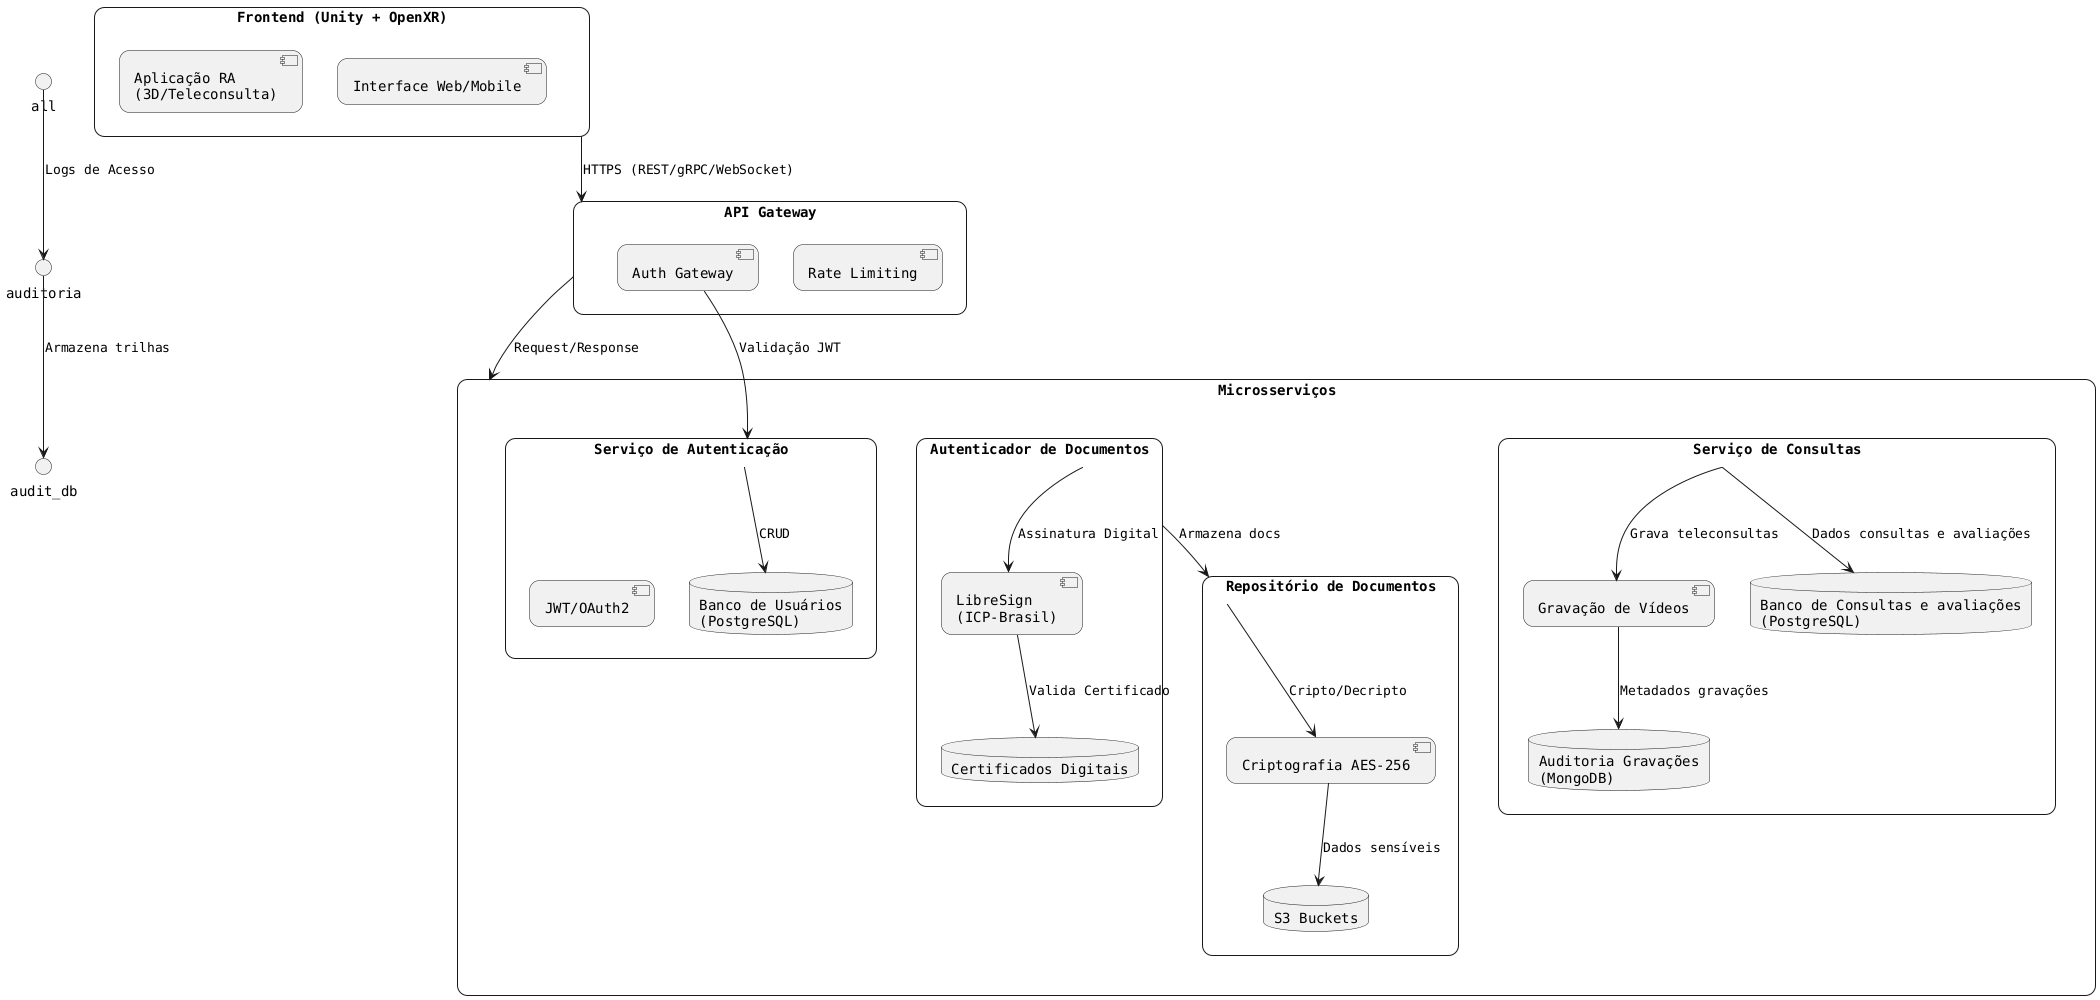 Frontend (Unity + OpenXR)
Aplicação RA
(3D/Teleconsulta)
Interface Web/Mobile
all
Logs de Acesso
HTTPS (REST/gRPC/WebSocket)
API Gateway
Auth Gateway
Rate Limiting
auditoria
Armazena trilhas
Request/Response
Validação JWT
Microsserviços
Serviço de Autenticação
Autenticador de Documentos
Serviço de Consultas
audit_db
CRUD
Assinatura Digital
Armazena docs
Grava teleconsultas
Dados consultas e avaliações
JWT/OAuth2
Banco de Usuários
(PostgreSQL)
LibreSign
(ICP-Brasil)
Repositório de Documentos
Gravação de Vídeos
Banco de Consultas e avaliações
(PostgreSQL)
Valida Certificado
Cripto/Decripto
Metadados gravações
Certificados Digitais
Criptografia AES-256
Auditoria Gravações
(MongoDB)
Dados sensíveis
S3 Buckets